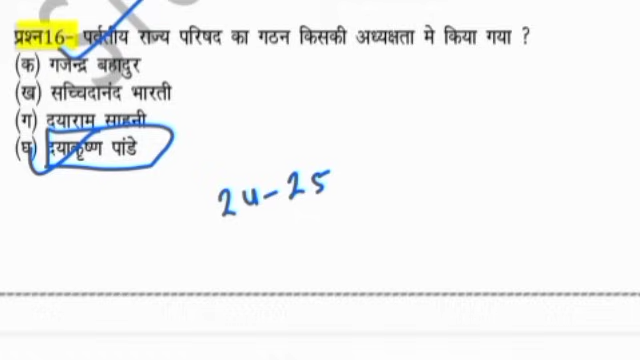 प्रश्न16- पर्वतीय राज्य परिषद का गठन किसकी अध्यक्षता मे किया गया ?
(क) गजेन्द्र बहादुर
(ख) सच्चिदानंद भारती
(ग) दयाराम साहनी
(घ) दयाकृष्ण पांडे
24-25